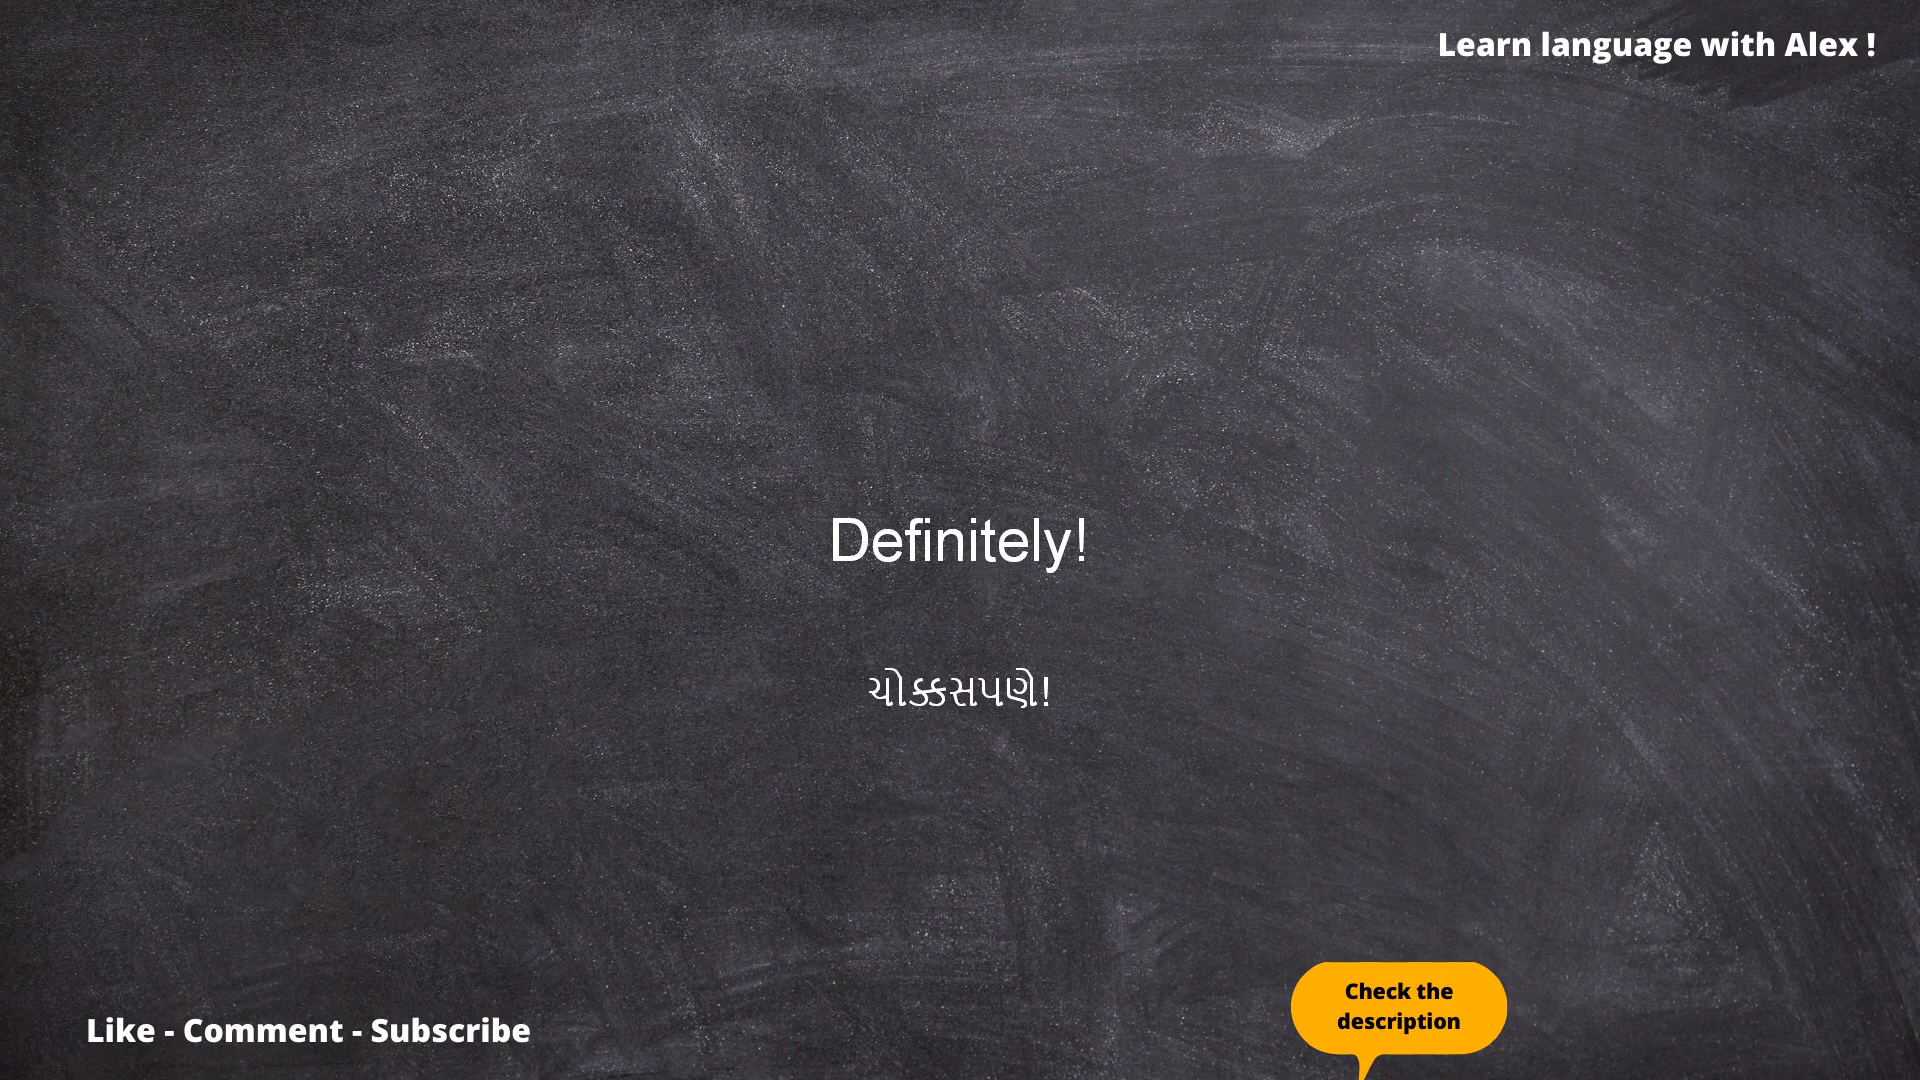 Learn language with Alex !
Definitely!
ચોક્કસપણે!
Check the
description
Like - Comment - Subscribe